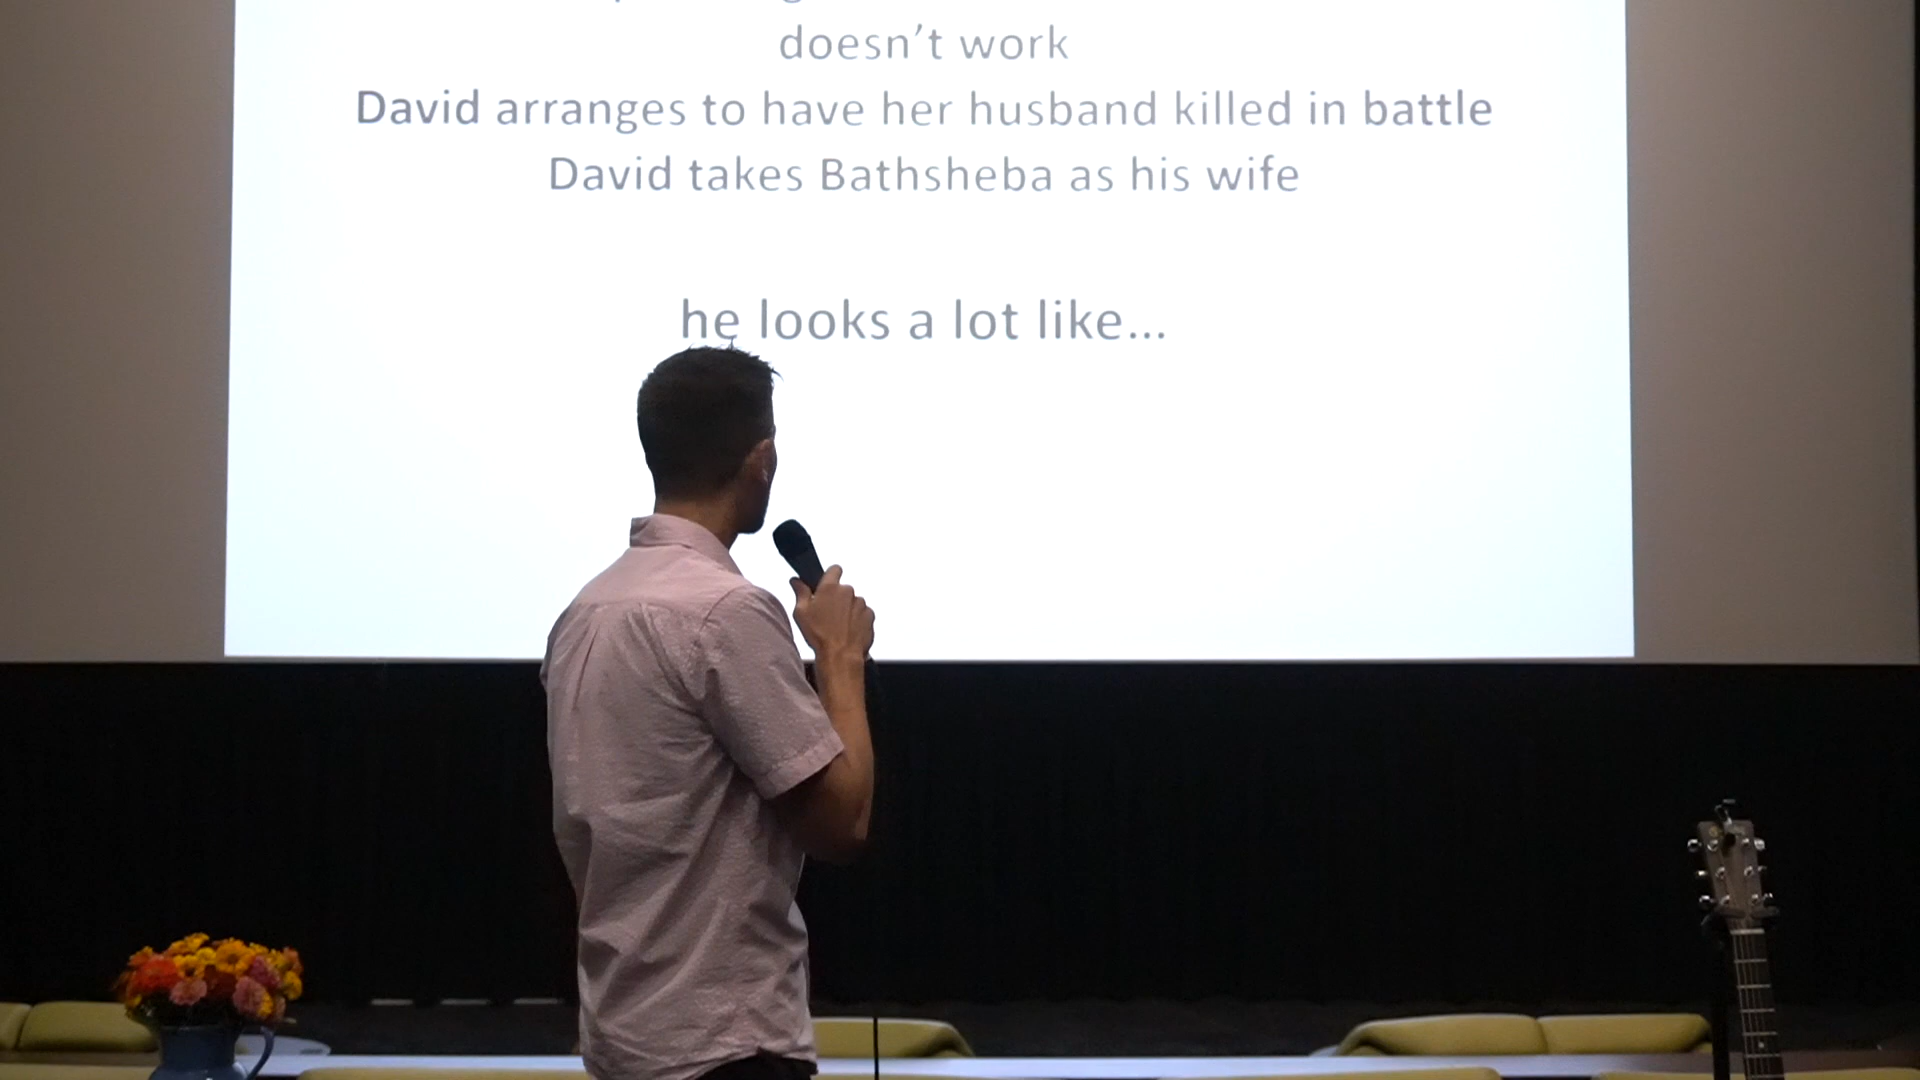 doesn't work
David arranges to have her husband killed in battle
David takes Bathsheba as his wife
he looks a lot like...